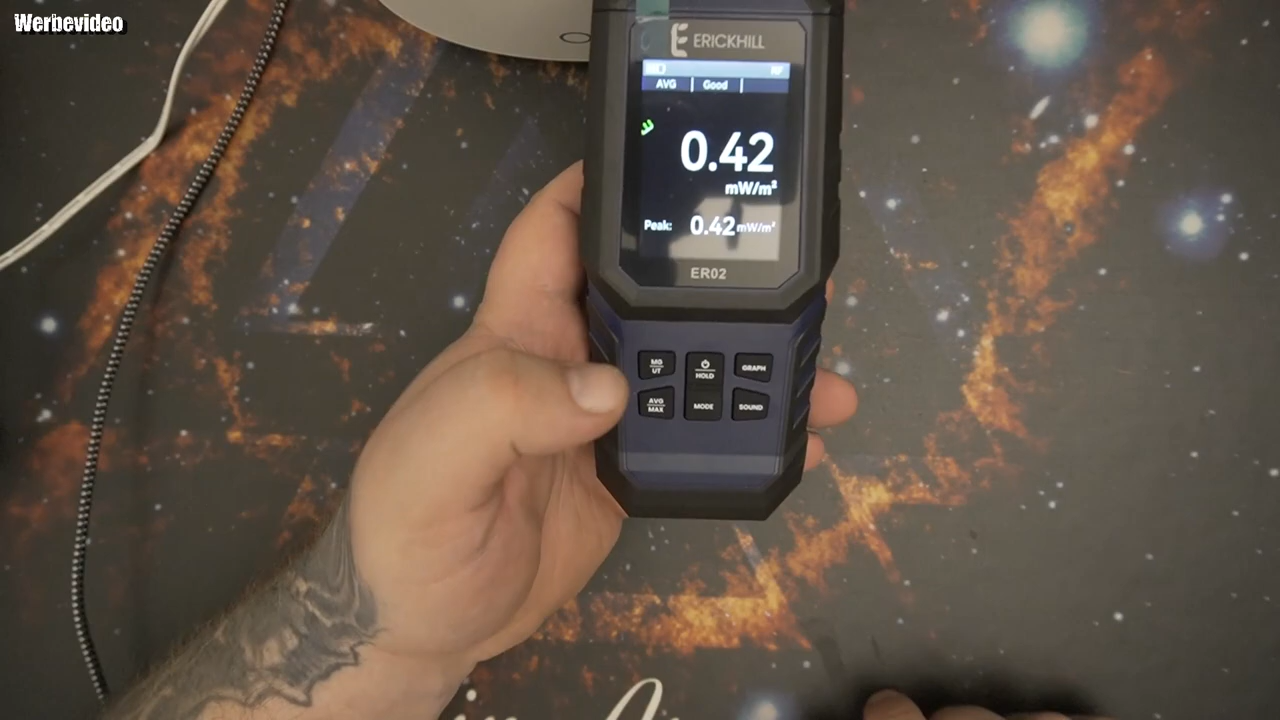 Werbevideo
ERICKHILL
AVG Good
0.42
mW/m²
Peak: 0.42 mW/m²
ER02
MG
UT
HOLD
GRAPH
AVG
MAX
MODE
SOUND